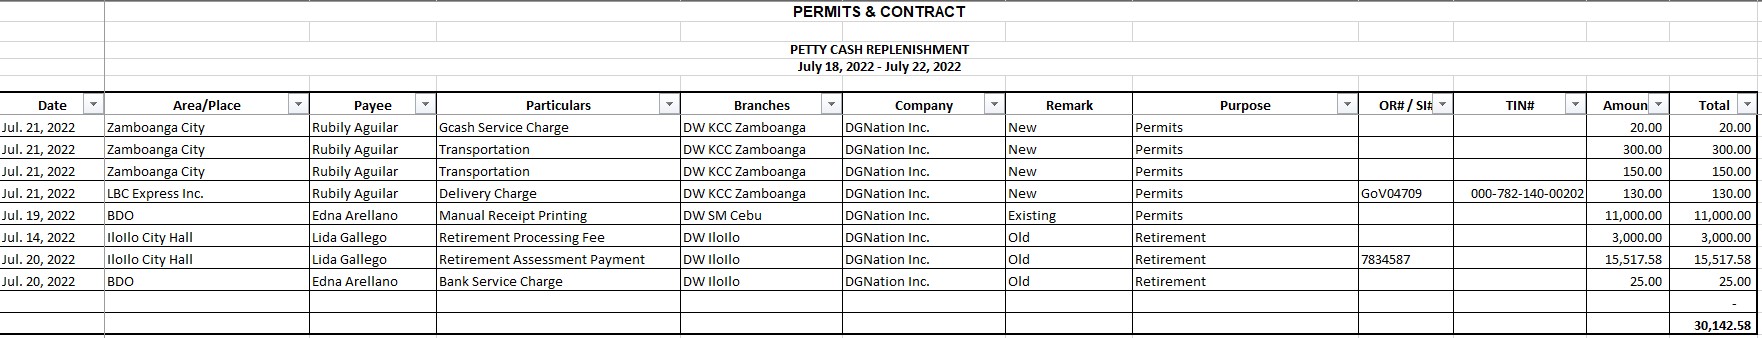 PERMITS & CONTRACT
PETTY CASH REPLENISHMENT
July 18, 2022 - July 22, 2022
Date Area/Place Payee Particulars Branches Company Remark Purpose OR# / SI# TIN# Amoun Total
Jul. 21, 2022 Zamboanga City Rubily Aguilar Gcash Service Charge DW KCC Zamboanga DGNation Inc. New Permits 20.00 20.00
Jul. 21, 2022 Zamboanga City Rubily Aguilar Transportation DW KCC Zamboanga DGNation Inc. New Permits 300.00 300.00
Jul. 21, 2022 Zamboanga City Rubily Aguilar Transportation DW KCC Zamboanga DGNation Inc. New Permits 150.00 150.00
Jul. 21, 2022 LBC Express Inc. Rubily Aguilar Delivery Charge DW KCC Zamboanga DGNation Inc. New Permits GoV04709 000-782-140-00202 130.00 130.00
Jul. 19, 2022 BDO Edna Arellano Manual Receipt Printing DW SM Cebu DGNation Inc. Existing Permits 11,000.00 11,000.00
Jul. 14, 2022 IloIlo City Hall Lida Gallego Retirement Processing Fee DW IloIlo DGNation Inc. Old Retirement 3,000.00 3,000.00
Jul. 20, 2022 IloIlo City Hall Lida Gallego Retirement Assessment Payment DW IloIlo DGNation Inc. Old Retirement 7834587 15,517.58 15,517.58
Jul. 20, 2022 BDO Edna Arellano Bank Service Charge DW IloIlo DGNation Inc. Old Retirement 25.00 25.00
-
30,142.58